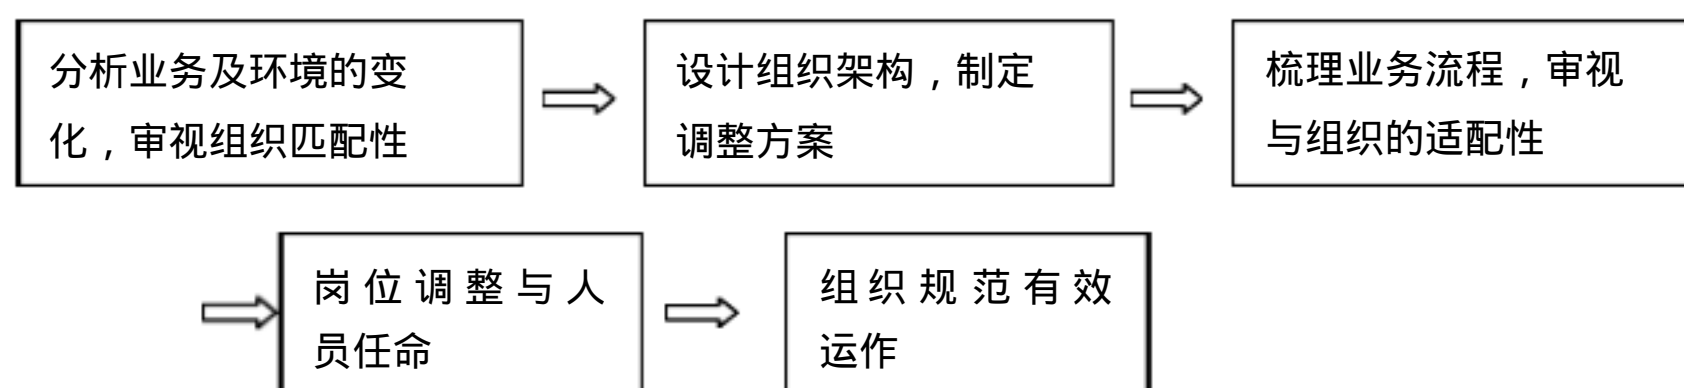 分析业务及环境的变
化，审视组织匹配性
设计组织架构，制定
调整方案
梳理业务流程，审视
与组织的适配性
岗位调整与人
员任命
组织规范有效
运作